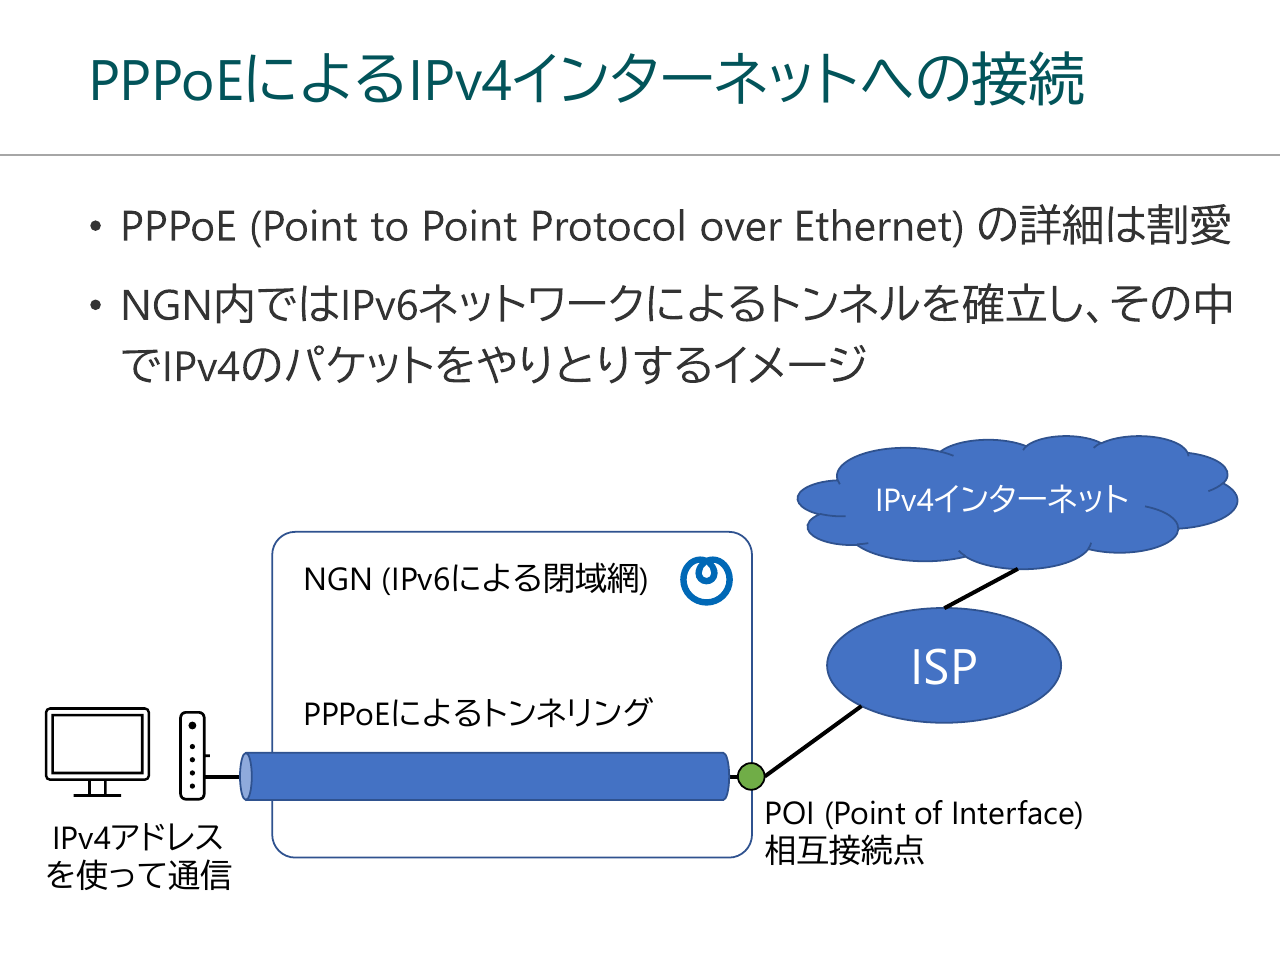 PPPoEによるIPv4インターネットへの接続
• PPPoE (Point to Point Protocol over Ethernet) の詳細は割愛
• NGN内ではIPv6ネットワークによるトンネルを確立し、その中
でIPv4のパケットをやりとりするイメージ
IPv4インターネット
NGN (IPv6による閉域網)
ISP
PPPoEによるトンネリング
POI (Point of Interface)
相互接続点
IPv4アドレス
を使って通信